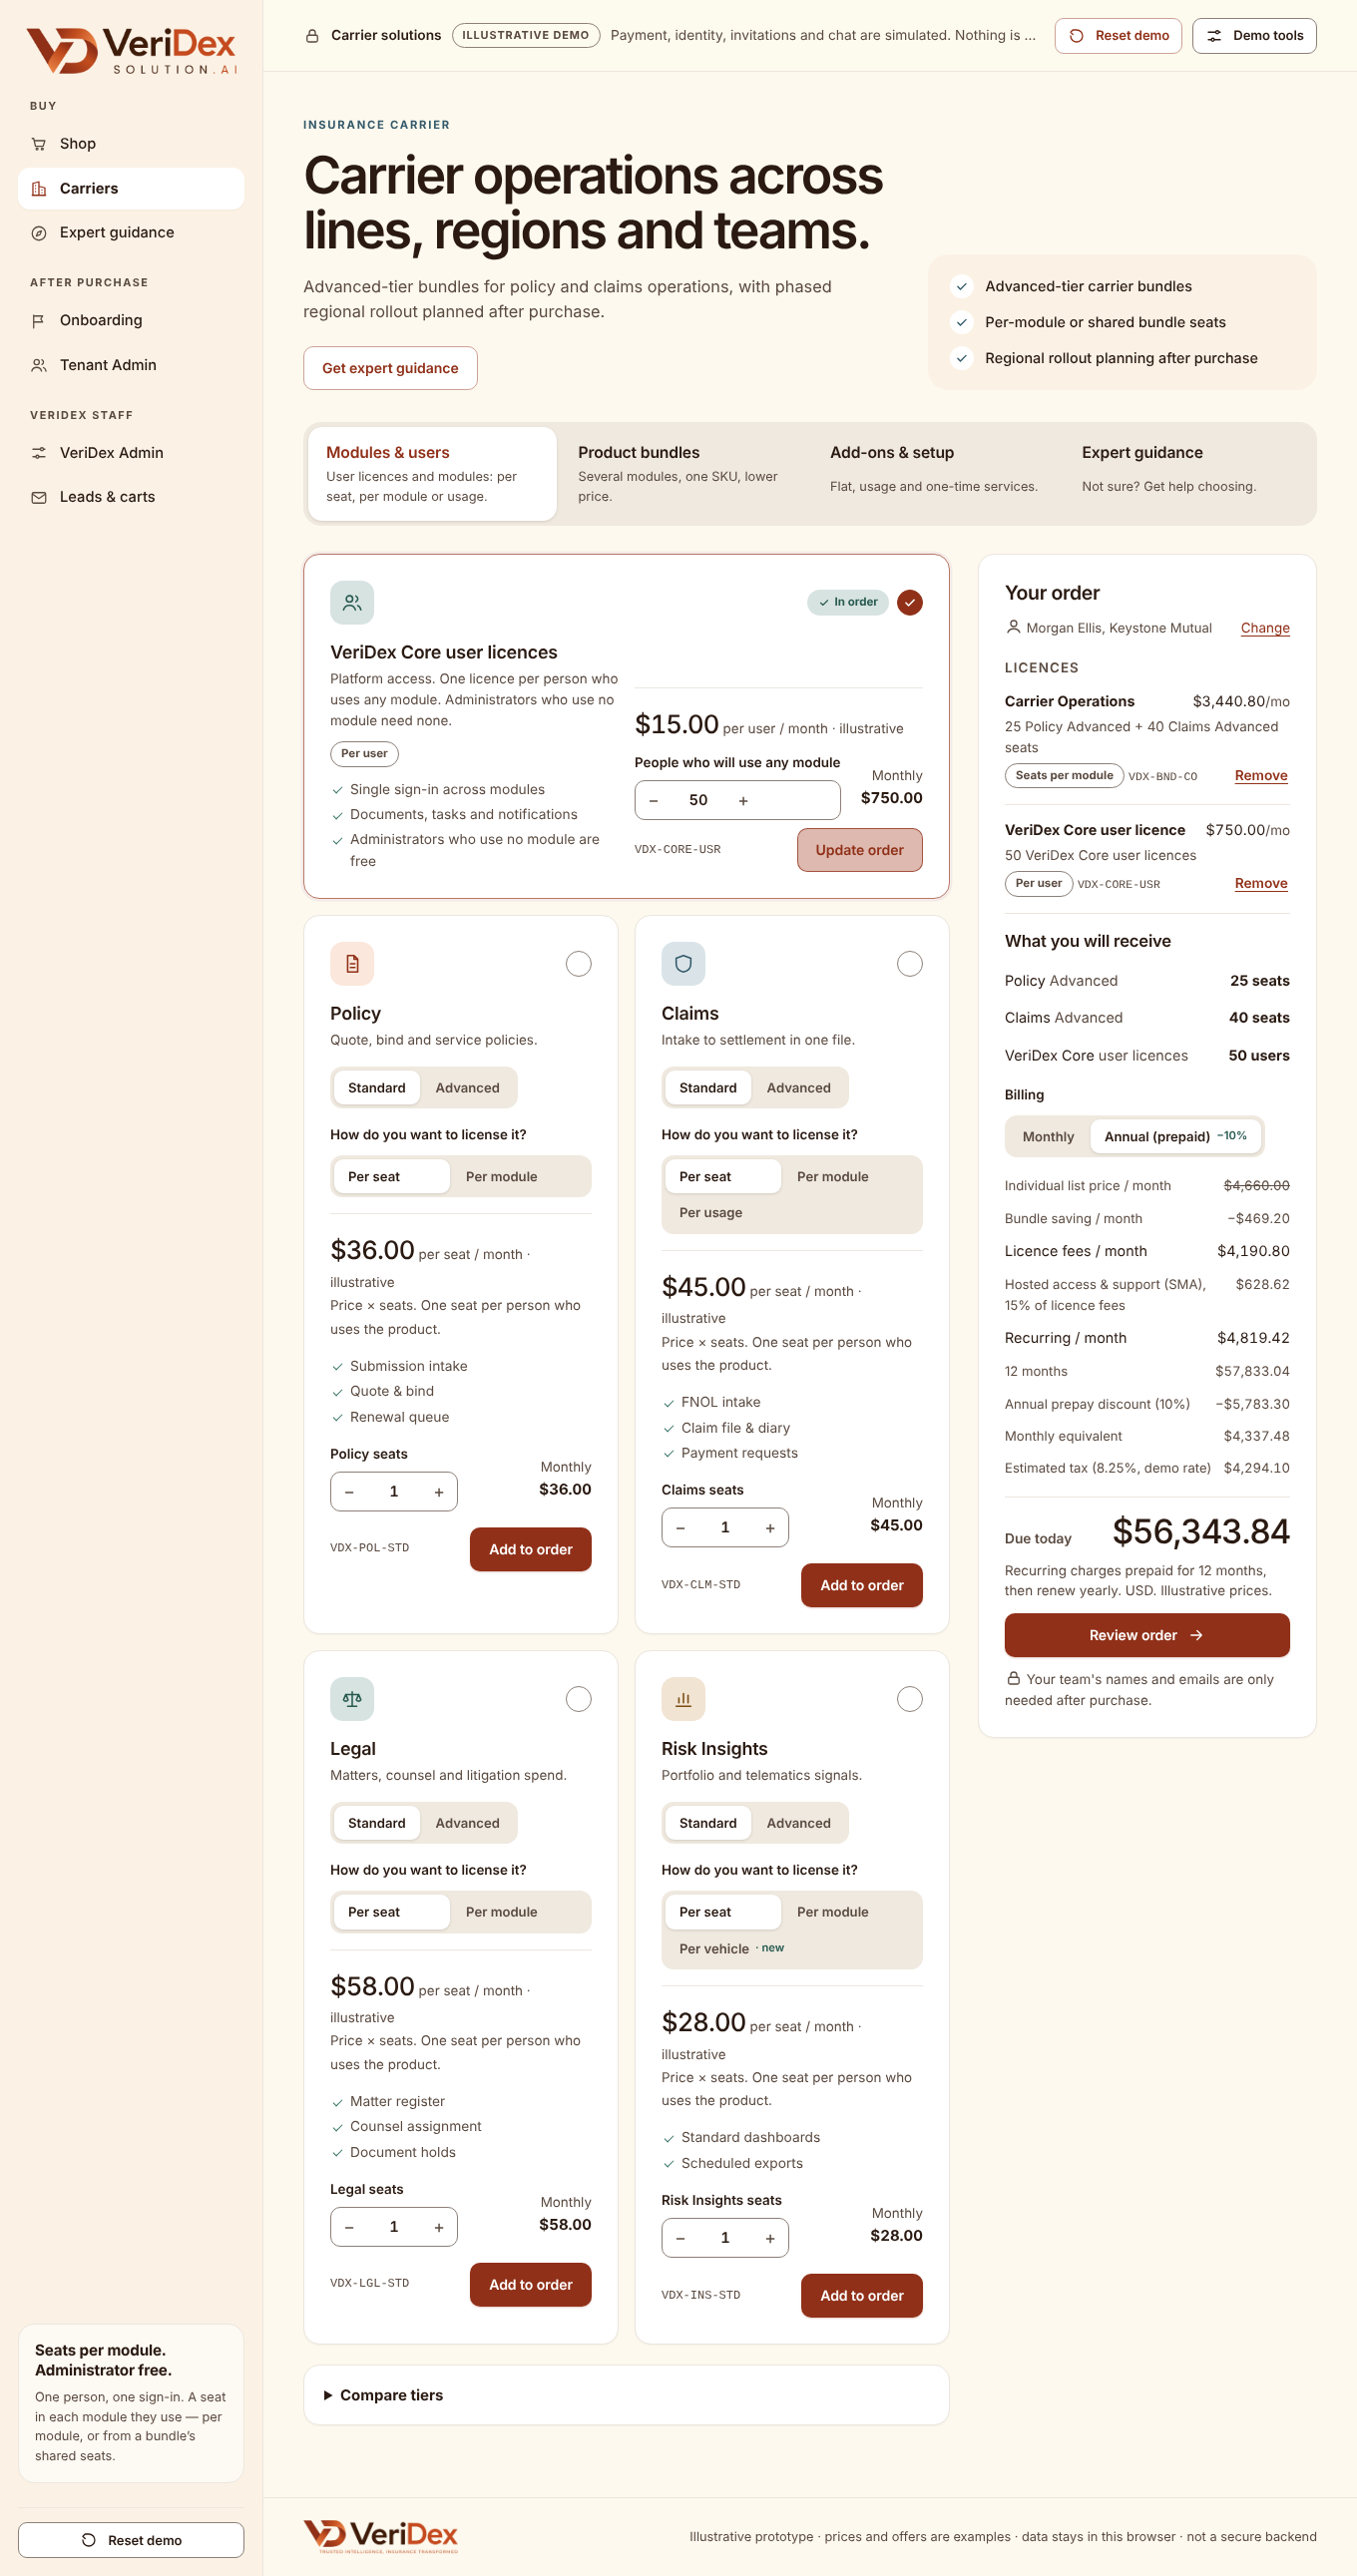 VeriDex
SOLUTION.AI
BUY
Shop
Carriers
Expert guidance
AFTER PURCHASE
Onboarding
Tenant Admin
VERIDEX STAFF
VeriDex Admin
Leads & carts
Seats per module.
Administrator free.
One person, one sign-in. A seat
in each module they use — per
module, or from a bundle's
shared seats.
Reset demo
Carrier solutions
ILLUSTRATIVE DEMO
Payment, identity, invitations and chat are simulated. Nothing is ...
Reset demo
Demo tools
INSURANCE CARRIER
Carrier operations across
lines, regions and teams.
Advanced-tier bundles for policy and claims operations, with phased
regional rollout planned after purchase.
Get expert guidance
Advanced-tier carrier bundles
Per-module or shared bundle seats
Regional rollout planning after purchase
Modules & users
User licences and modules: per
seat, per module or usage.
Product bundles
Several modules, one SKU, lower
price.
Add-ons & setup
Flat, usage and one-time services.
Expert guidance
Not sure? Get help choosing.
In order
VeriDex Core user licences
Platform access. One licence per person who
uses any module. Administrators who use no
module need none.
Per user
Single sign-in across modules
Documents, tasks and notifications
Administrators who use no module are
free
$15.00 per user / month · illustrative
People who will use any module
− 50 +
Monthly
$750.00
VDX-CORE-USR
Update order
Policy
Quote, bind and service policies.
Standard Advanced
How do you want to license it?
Per seat Per module
$36.00 per seat / month ·
illustrative
Price × seats. One seat per person who
uses the product.
Submission intake
Quote & bind
Renewal queue
Policy seats
− 1 +
Monthly
$36.00
VDX-POL-STD
Add to order
Claims
Intake to settlement in one file.
Standard Advanced
How do you want to license it?
Per seat Per module
Per usage
$45.00 per seat / month ·
illustrative
Price × seats. One seat per person who
uses the product.
FNOL intake
Claim file & diary
Payment requests
Claims seats
− 1 +
Monthly
$45.00
VDX-CLM-STD
Add to order
Legal
Matters, counsel and litigation spend.
Standard Advanced
How do you want to license it?
Per seat Per module
$58.00 per seat / month ·
illustrative
Price × seats. One seat per person who
uses the product.
Matter register
Counsel assignment
Document holds
Legal seats
− 1 +
Monthly
$58.00
VDX-LGL-STD
Add to order
Risk Insights
Portfolio and telematics signals.
Standard Advanced
How do you want to license it?
Per seat Per module
Per vehicle · new
$28.00 per seat / month ·
illustrative
Price × seats. One seat per person who
uses the product.
Standard dashboards
Scheduled exports
Risk Insights seats
− 1 +
Monthly
$28.00
VDX-INS-STD
Add to order
Compare tiers
Your order
Morgan Ellis, Keystone Mutual Change
LICENCES
Carrier Operations $3,440.80/mo
25 Policy Advanced + 40 Claims Advanced
seats
Seats per module VDX-BND-CO Remove
VeriDex Core user licence $750.00/mo
50 VeriDex Core user licences
Per user VDX-CORE-USR Remove
What you will receive
Policy Advanced 25 seats
Claims Advanced 40 seats
VeriDex Core user licences 50 users
Billing
Monthly Annual (prepaid) −10%
Individual list price / month $4,660.00
Bundle saving / month −$469.20
Licence fees / month $4,190.80
Hosted access & support (SMA), $628.62
15% of licence fees
Recurring / month $4,819.42
12 months $57,833.04
Annual prepay discount (10%) −$5,783.30
Monthly equivalent $4,337.48
Estimated tax (8.25%, demo rate) $4,294.10
Due today $56,343.84
Recurring charges prepaid for 12 months,
then renew yearly. USD. Illustrative prices.
Review order →
Your team's names and emails are only
needed after purchase.
VeriDex
TRUSTED INTELLIGENCE, INSURANCE TRANSFORMED
Illustrative prototype · prices and offers are examples · data stays in this browser · not a secure backend